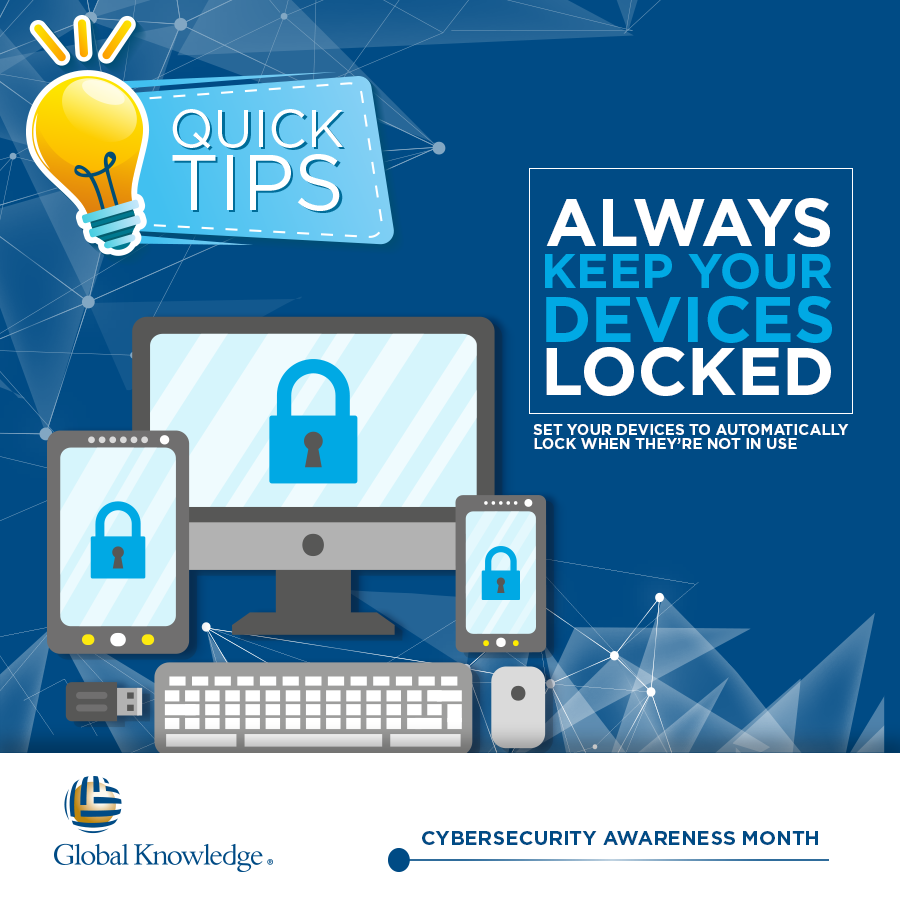 QUICK
TIPS
ALWAYS
KEEP YOUR
DEVICES
LOCKED
SET YOUR DEVICES TO AUTOMATICALLY
LOCK WHEN THEY'RE NOT IN USE
Global Knowledge®
CYBERSECURITY AWARENESS MONTH